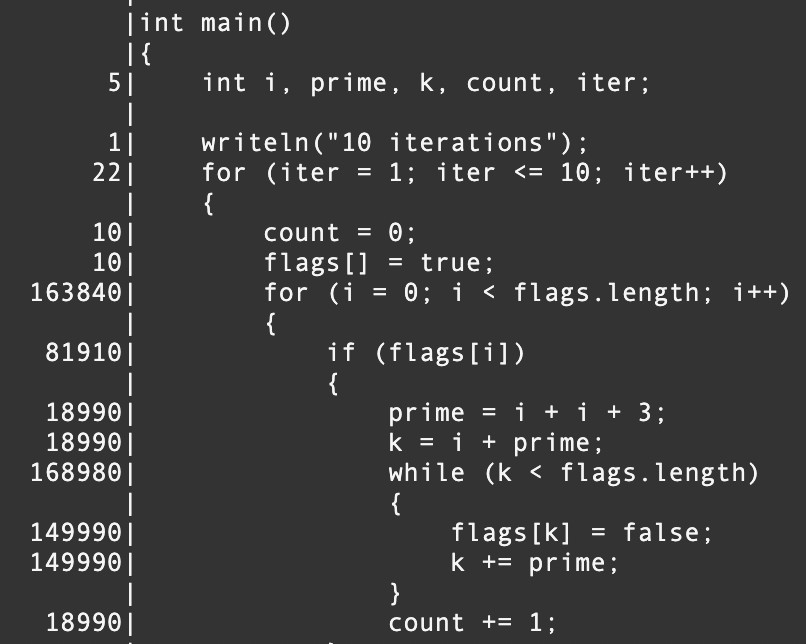 |int main()
|{
5|    int i, prime, k, count, iter;
|
1|    writeln("10 iterations");
22|    for (iter = 1; iter <= 10; iter++)
|    {
10|        count = 0;
10|        flags[] = true;
163840|        for (i = 0; i < flags.length; i++)
|        {
81910|            if (flags[i])
|            {
18990|                prime = i + i + 3;
18990|                k = i + prime;
168980|                while (k < flags.length)
|                {
149990|                    flags[k] = false;
149990|                    k += prime;
|                }
18990|                count += 1;